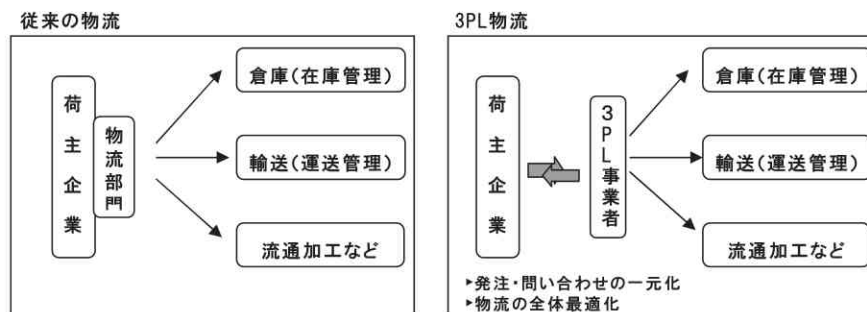 従来の物流
荷主企業
物流部門
倉庫(在庫管理)
輸送(運送管理)
流通加工など
3PL物流
荷主企業
3PL事業者
倉庫(在庫管理)
輸送(運送管理)
流通加工など
▸発注・問い合わせの一元化
▸物流の全体最適化